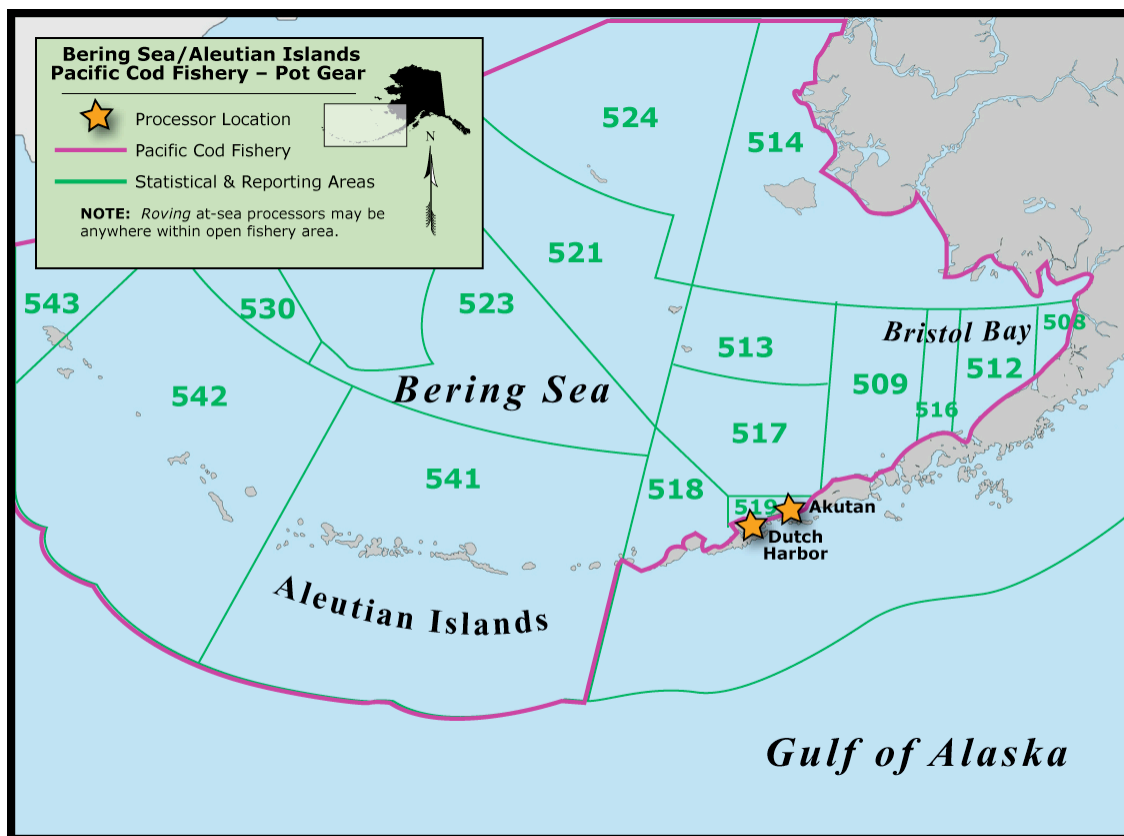 Bering Sea/Aleutian Islands
Pacific Cod Fishery – Pot Gear
Processor Location
Pacific Cod Fishery
Statistical & Reporting Areas
NOTE: Roving at-sea processors may be
anywhere within open fishery area.
N
524
514
521
543
530
523
508
Bristol Bay
513
512
509
516
542
Bering Sea
517
541
518
519
Akutan
Dutch
Harbor
Aleutian Islands
Gulf of Alaska